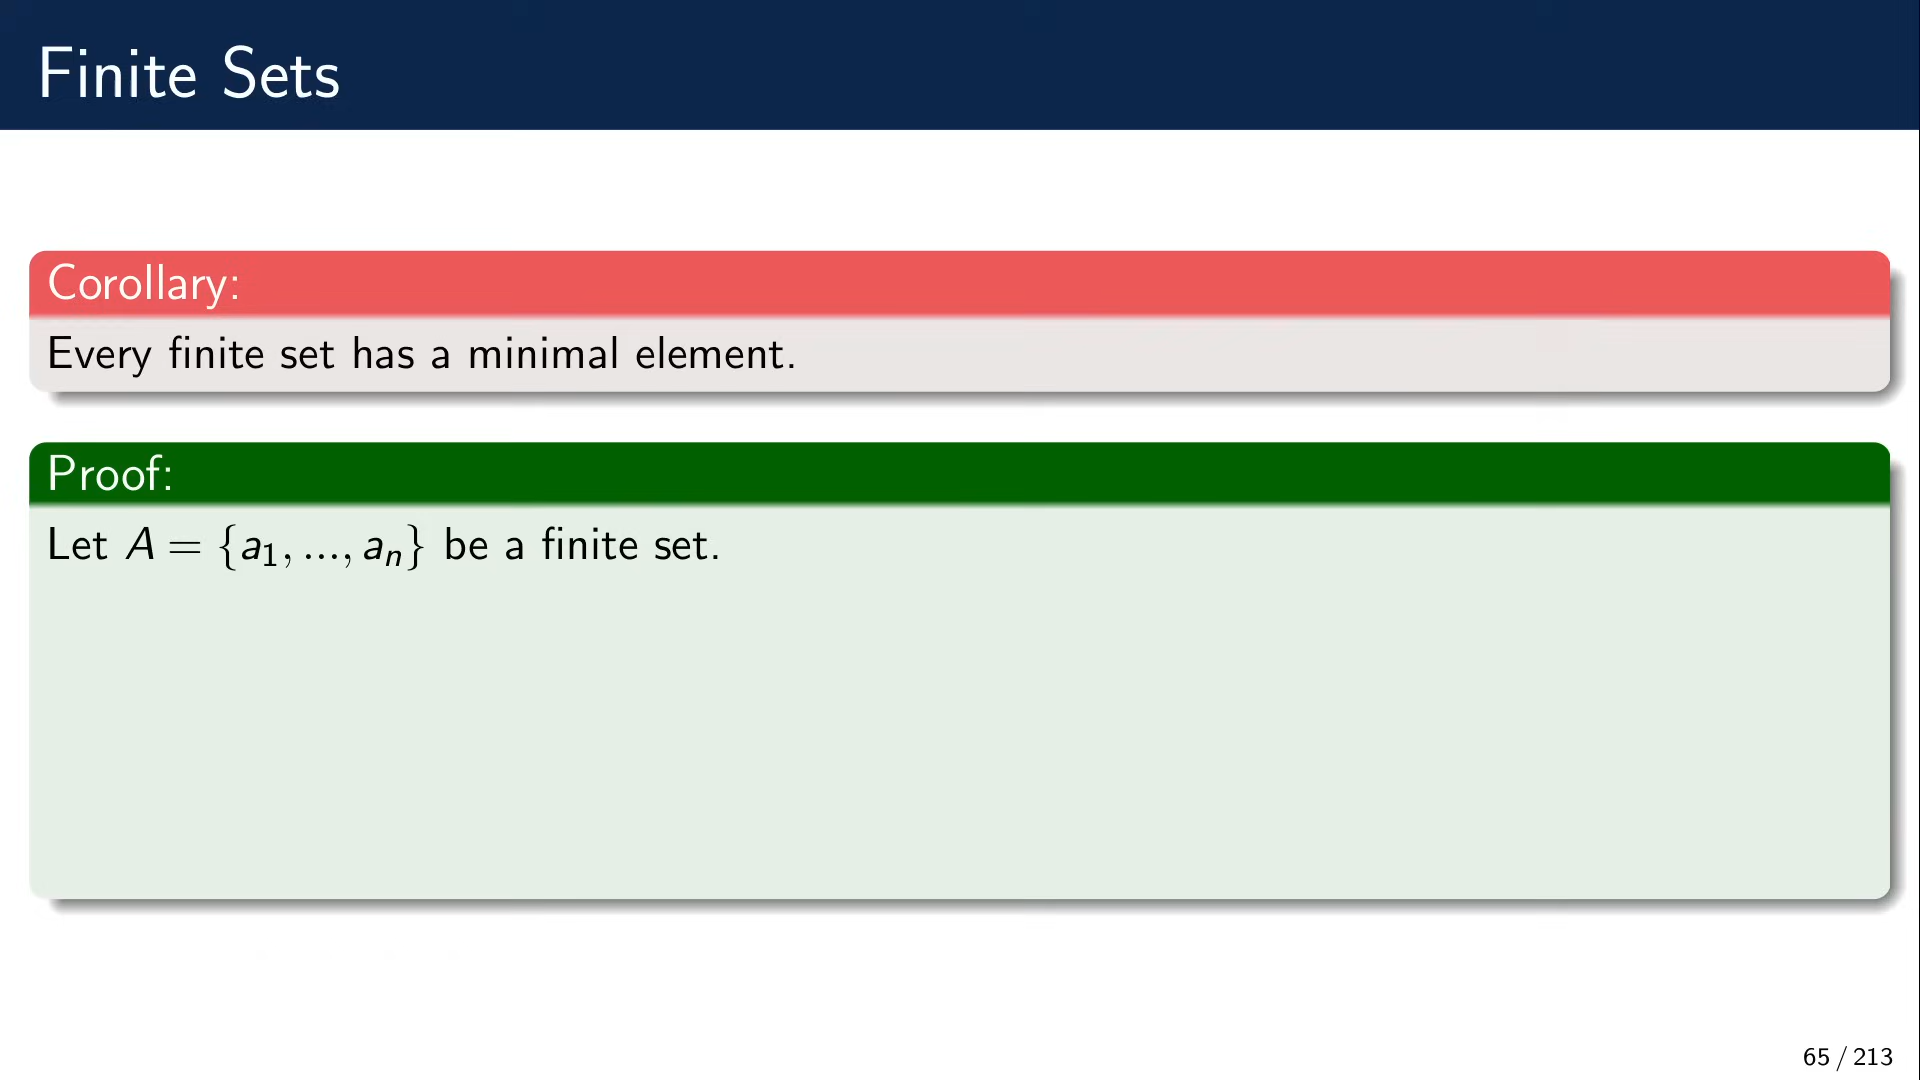 Finite Sets
Corollary:
Every finite set has a minimal element.
Proof:
Let A = {a₁, ..., aₙ} be a finite set.
65 / 213